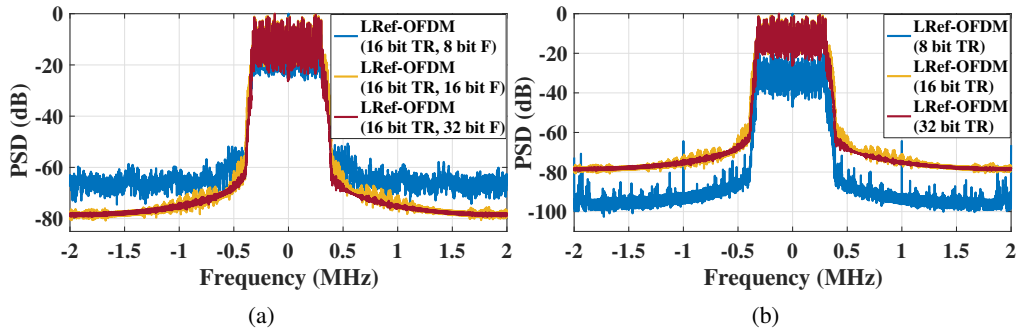 0
-20
-40
-60
-80
PSD (dB)
-2 -1.5 -1 -0.5 0 0.5 1 1.5 2
Frequency (MHz)
LRef-OFDM
(16 bit TR, 8 bit F)
LRef-OFDM
(16 bit TR, 16 bit F)
LRef-OFDM
(16 bit TR, 32 bit F)
(a)
0
-20
-40
-60
-80
-100
PSD (dB)
-2 -1.5 -1 -0.5 0 0.5 1 1.5 2
Frequency (MHz)
LRef-OFDM
(8 bit TR)
LRef-OFDM
(16 bit TR)
LRef-OFDM
(32 bit TR)
(b)